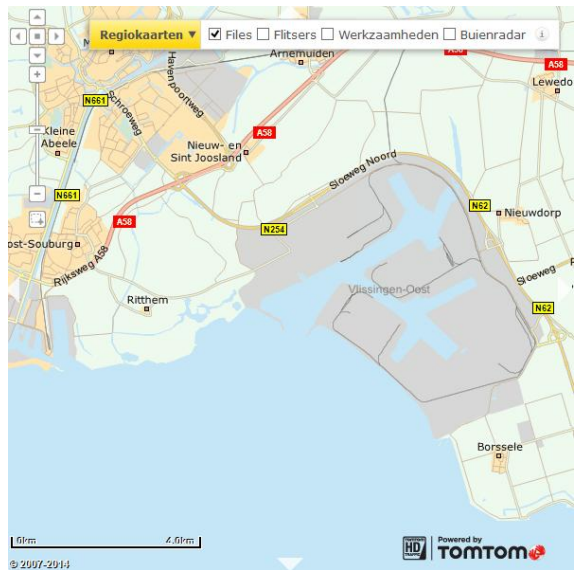 Regiokaarten ▼ Files Flitsers Werkzaamheden Buienradar i
Arnemuiden
A58
A58
Lewedo
N661
Schroeweg
Havenpoortweg
Kleine
Abeele
Nieuw- en
Sint Joosland
A58
Sloeweg Noord
N661
N62
Nieuwdorp
A58
N254
ost-Souburg
Rijksweg A58
Sloeweg
Vlissingen-Oost
Ritthem
N62
Borssele
0km 4.0km
HD
TRAFFIC
Powered by
TOMTOM
© 2007-2014